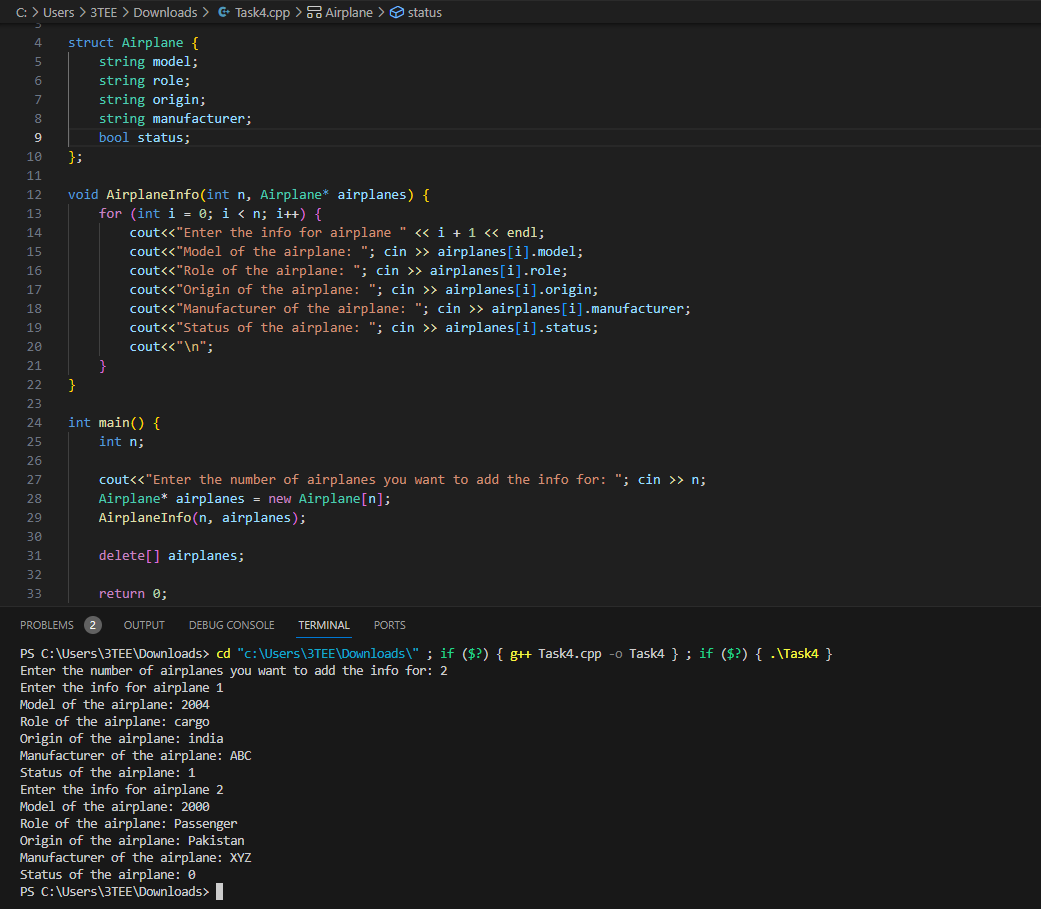 C: > Users > 3TEE > Downloads > Task4.cpp > Airplane > status
3
4 struct Airplane {
5     string model;
6     string role;
7     string origin;
8     string manufacturer;
9     bool status;
10 };
11
12 void AirplaneInfo(int n, Airplane* airplanes) {
13     for (int i = 0; i < n; i++) {
14         cout<<"Enter the info for airplane " << i + 1 << endl;
15         cout<<"Model of the airplane: "; cin >> airplanes[i].model;
16         cout<<"Role of the airplane: "; cin >> airplanes[i].role;
17         cout<<"Origin of the airplane: "; cin >> airplanes[i].origin;
18         cout<<"Manufacturer of the airplane: "; cin >> airplanes[i].manufacturer;
19         cout<<"Status of the airplane: "; cin >> airplanes[i].status;
20         cout<<"\n";
21     }
22 }
23
24 int main() {
25     int n;
26
27     cout<<"Enter the number of airplanes you want to add the info for: "; cin >> n;
28     Airplane* airplanes = new Airplane[n];
29     AirplaneInfo(n, airplanes);
30
31     delete[] airplanes;
32
33     return 0;
PROBLEMS 2 OUTPUT DEBUG CONSOLE TERMINAL PORTS
PS C:\Users\3TEE\Downloads> cd "c:\Users\3TEE\Downloads\" ; if ($?) { g++ Task4.cpp -o Task4 } ; if ($?) { .\Task4 }
Enter the number of airplanes you want to add the info for: 2
Enter the info for airplane 1
Model of the airplane: 2004
Role of the airplane: cargo
Origin of the airplane: india
Manufacturer of the airplane: ABC
Status of the airplane: 1
Enter the info for airplane 2
Model of the airplane: 2000
Role of the airplane: Passenger
Origin of the airplane: Pakistan
Manufacturer of the airplane: XYZ
Status of the airplane: 0
PS C:\Users\3TEE\Downloads>